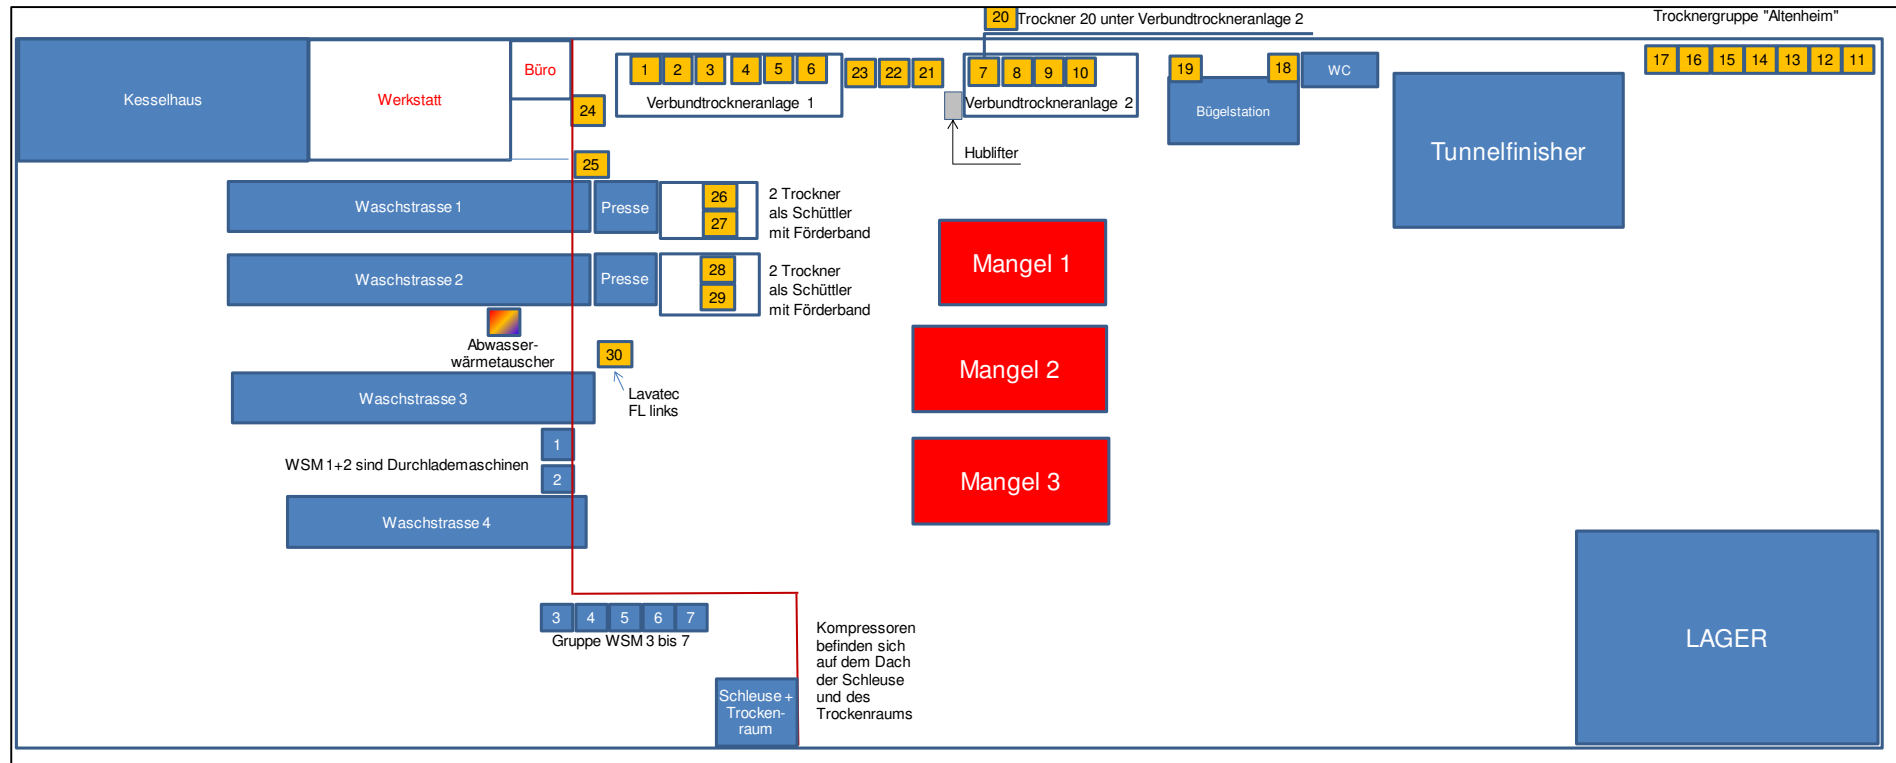 20 Trockner 20 unter Verbundtrockneranlage 2
Trocknergruppe "Altenheim"
Kesselhaus
Werkstatt
Büro
24
25
1 2 3 4 5 6
Verbundtrockneranlage 1
23 22 21
7 8 9 10
Verbundtrockneranlage 2
Hublifter
19
18
WC
Bügelstation
Tunnelfinisher
17 16 15 14 13 12 11
Waschstrasse 1
Presse
26
27
2 Trockner
als Schüttler
mit Förderband
Waschstrasse 2
Presse
28
29
2 Trockner
als Schüttler
mit Förderband
Abwasser-
wärmetauscher
30
Lavatec
FL links
Waschstrasse 3
1
WSM 1+2 sind Durchlademaschinen
2
Waschstrasse 4
Mangel 1
Mangel 2
Mangel 3
3 4 5 6 7
Gruppe WSM 3 bis 7
Schleuse +
Trocken-
raum
Kompressoren
befinden sich
auf dem Dach
der Schleuse
und des
Trockenraums
LAGER